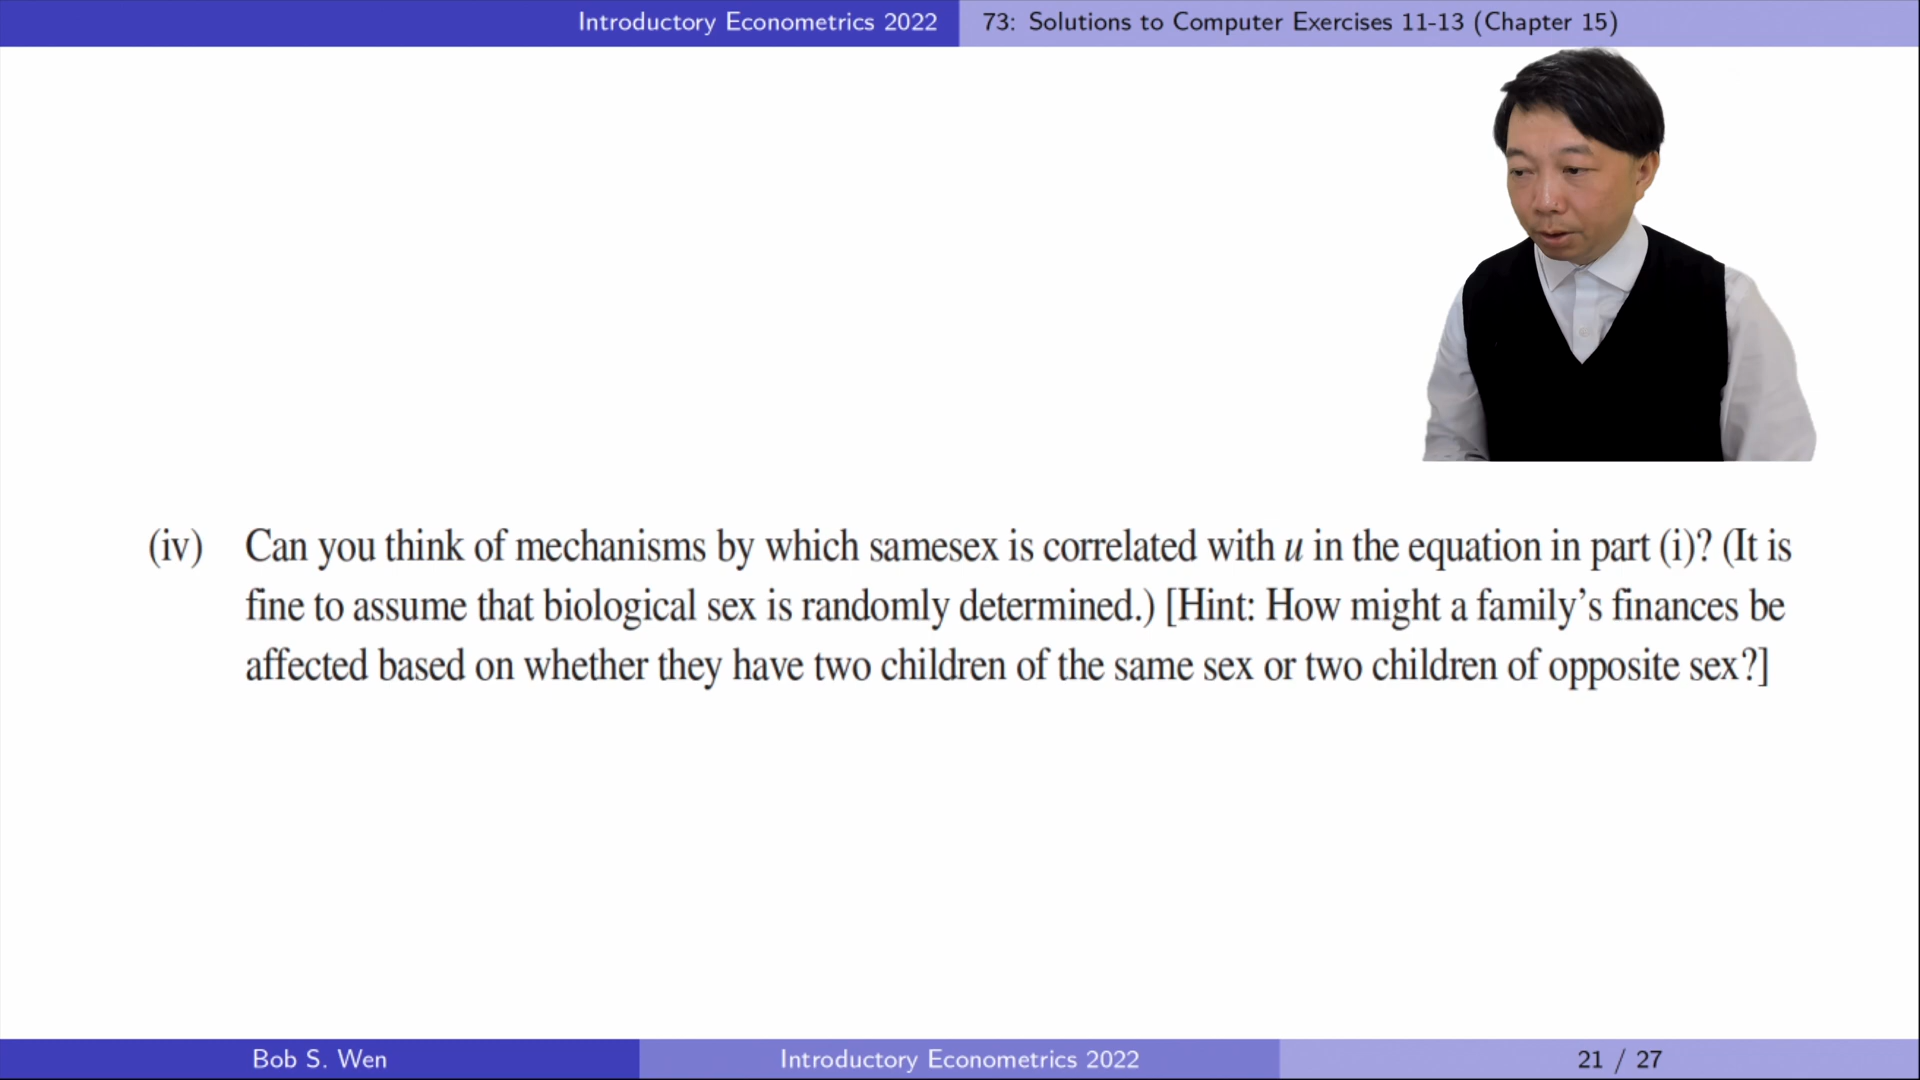 Introductory Econometrics 2022
73: Solutions to Computer Exercises 11-13 (Chapter 15)
(iv) Can you think of mechanisms by which samesex is correlated with u in the equation in part (i)? (It is
fine to assume that biological sex is randomly determined.) [Hint: How might a family’s finances be
affected based on whether they have two children of the same sex or two children of opposite sex?]
Bob S. Wen
Introductory Econometrics 2022
21 / 27